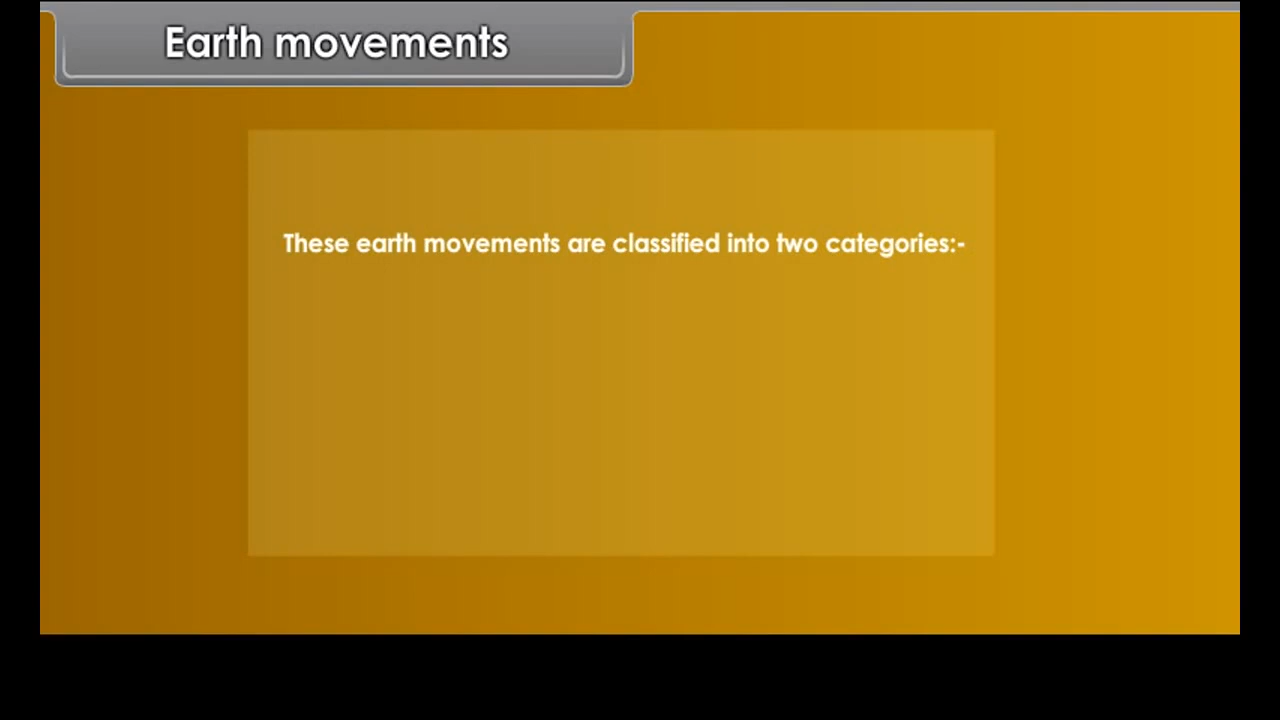 Earth movements
These earth movements are classified into two categories:-